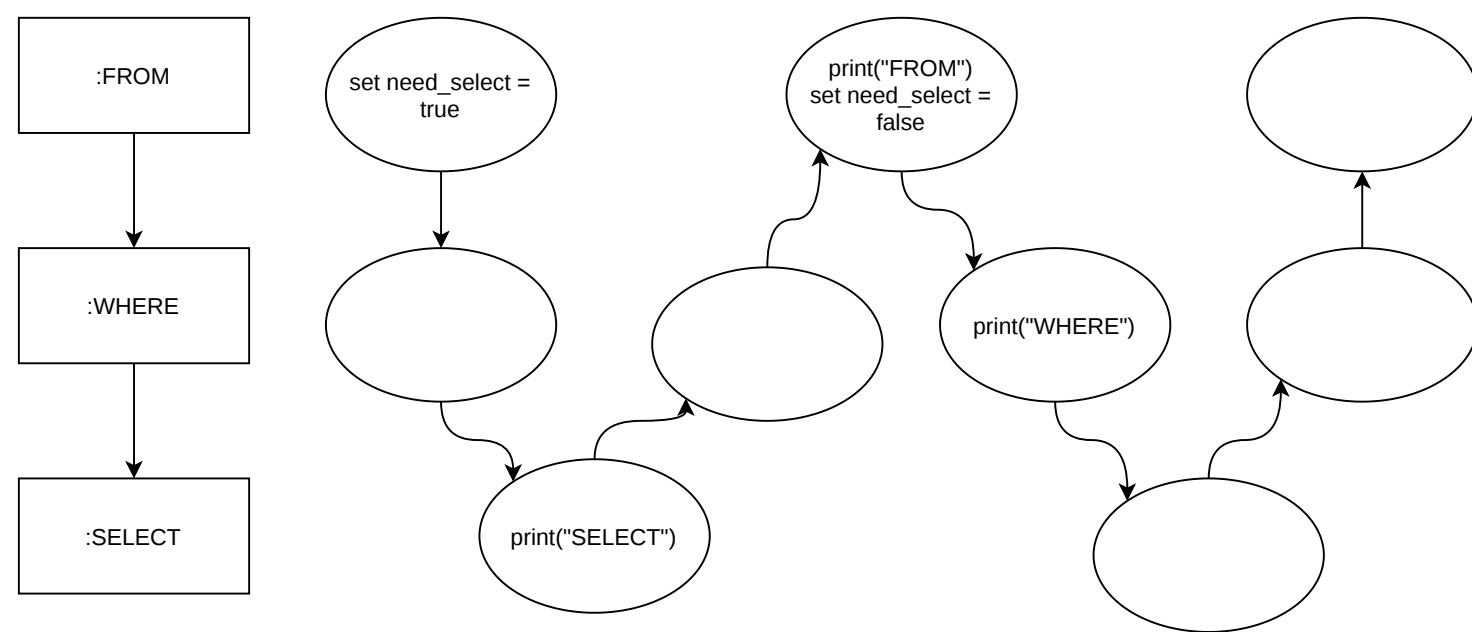 :FROM
:WHERE
:SELECT
set need_select =
true
print("SELECT")
print("FROM")
set need_select =
false
print("WHERE")